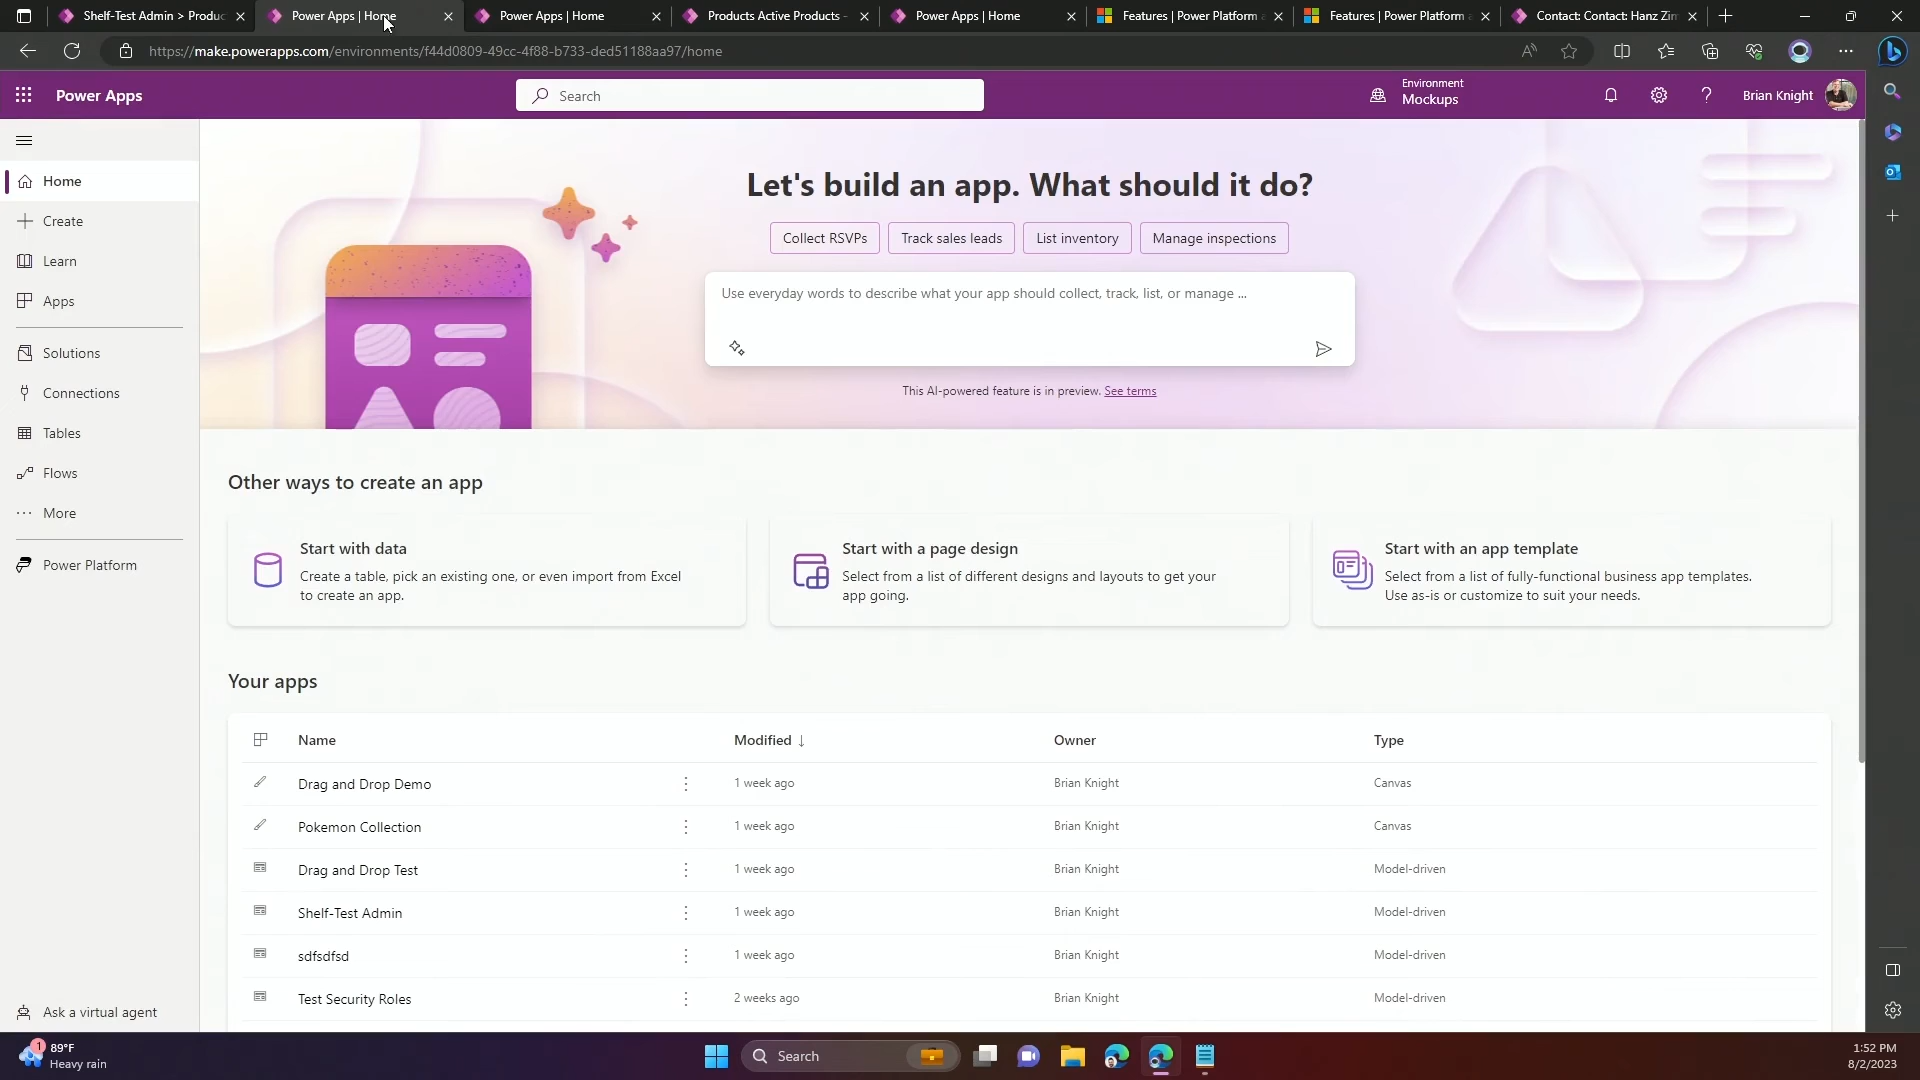 Shelf-Test Admin > Produc
Power Apps | Home
Power Apps | Home
Products Active Products -
Power Apps | Home
Features | Power Platform
Features | Power Platform
Contact: Contact: Hanz Zim
https://make.powerapps.com/environments/f44d0809-49cc-4f88-b733-ded51188aa97/home
Power Apps
Search
Environment
Mockups
Brian Knight
Home
Create
Learn
Apps
Solutions
Connections
Tables
Flows
More
Power Platform
Ask a virtual agent
Let's build an app. What should it do?
Collect RSVPs
Track sales leads
List inventory
Manage inspections
Use everyday words to describe what your app should collect, track, list, or manage ...
This AI-powered feature is in preview. See terms
Other ways to create an app
Start with data
Create a table, pick an existing one, or even import from Excel
to create an app.
Start with a page design
Select from a list of different designs and layouts to get your
app going.
Start with an app template
Select from a list of fully-functional business app templates.
Use as-is or customize to suit your needs.
Your apps
Name Modified ↓ Owner Type
Drag and Drop Demo 1 week ago Brian Knight Canvas
Pokemon Collection 1 week ago Brian Knight Canvas
Drag and Drop Test 1 week ago Brian Knight Model-driven
Shelf-Test Admin 1 week ago Brian Knight Model-driven
sdfsdfsd 1 week ago Brian Knight Model-driven
Test Security Roles 2 weeks ago Brian Knight Model-driven
1
89°F
Heavy rain
Search
1:52 PM
8/2/2023